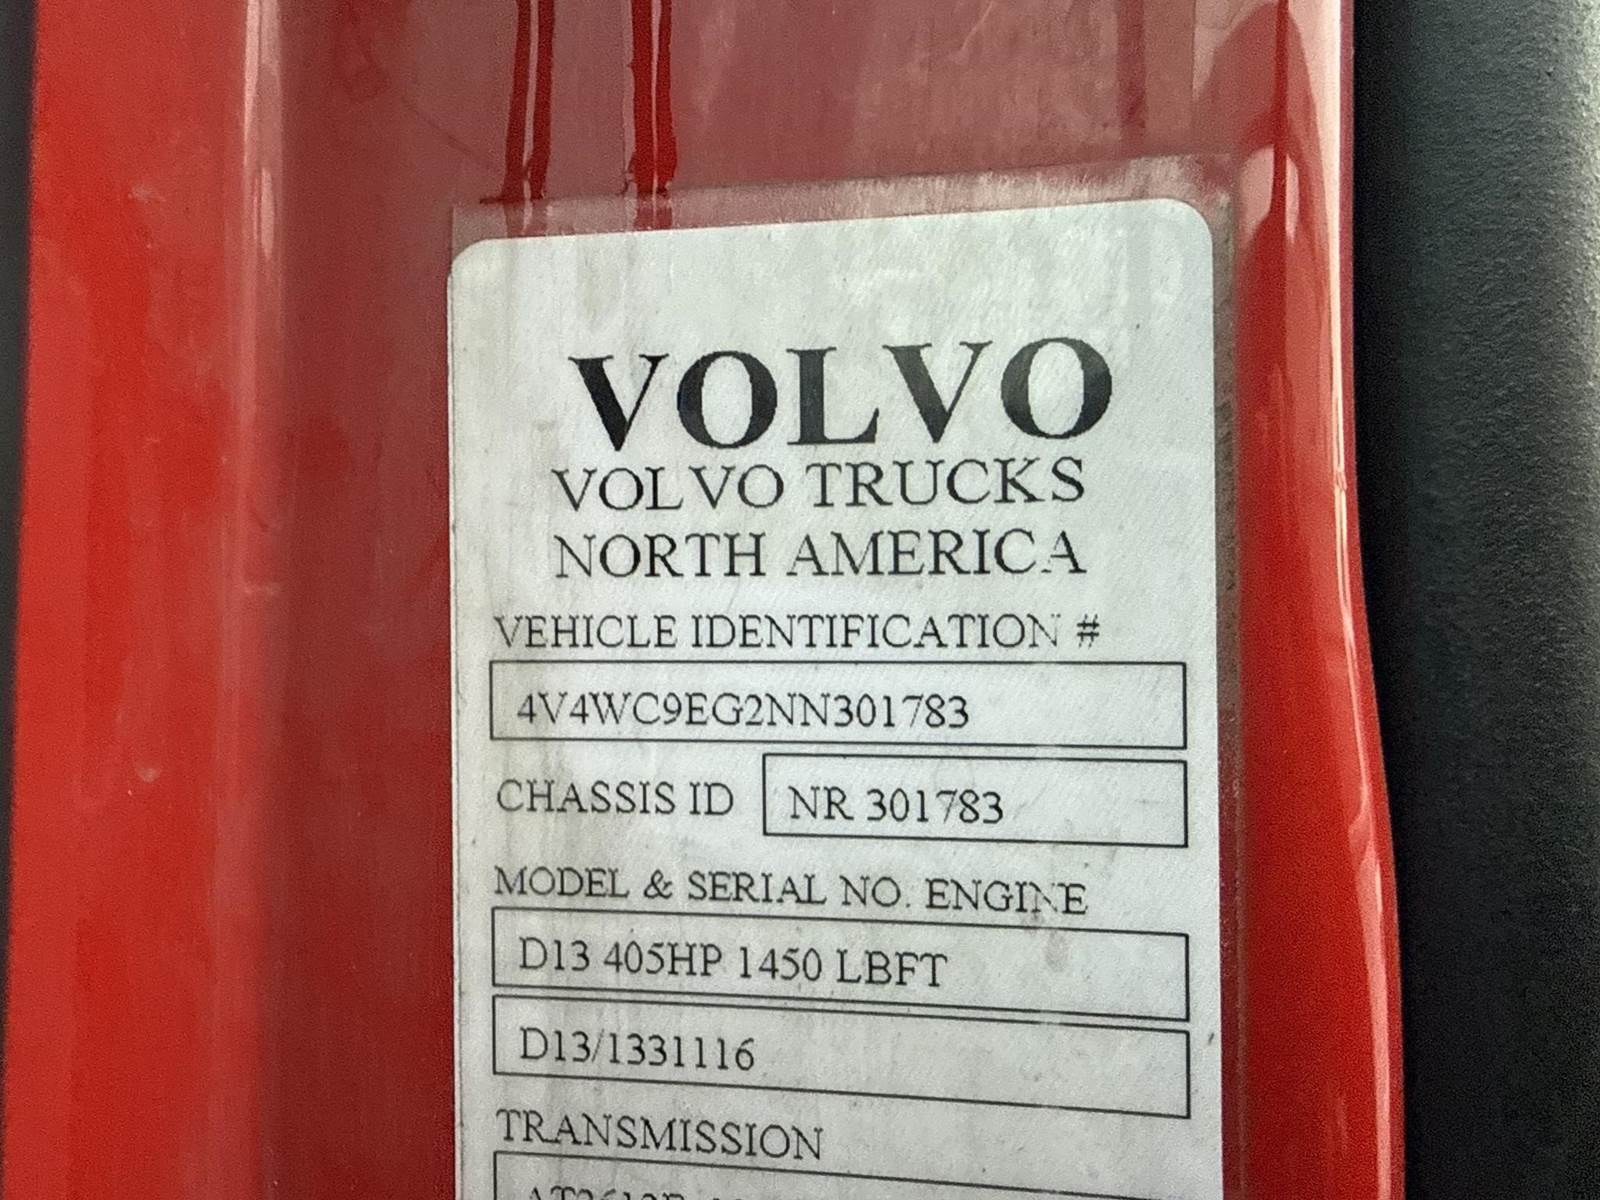 VOLVO
VOLVO TRUCKS
NORTH AMERICA
VEHICLE IDENTIFICATION #
4V4WC9EG2NN301783
CHASSIS ID NR 301783
MODEL & SERIAL NO. ENGINE
D13 405HP 1450 LBFT
D13/1331116
TRANSMISSION